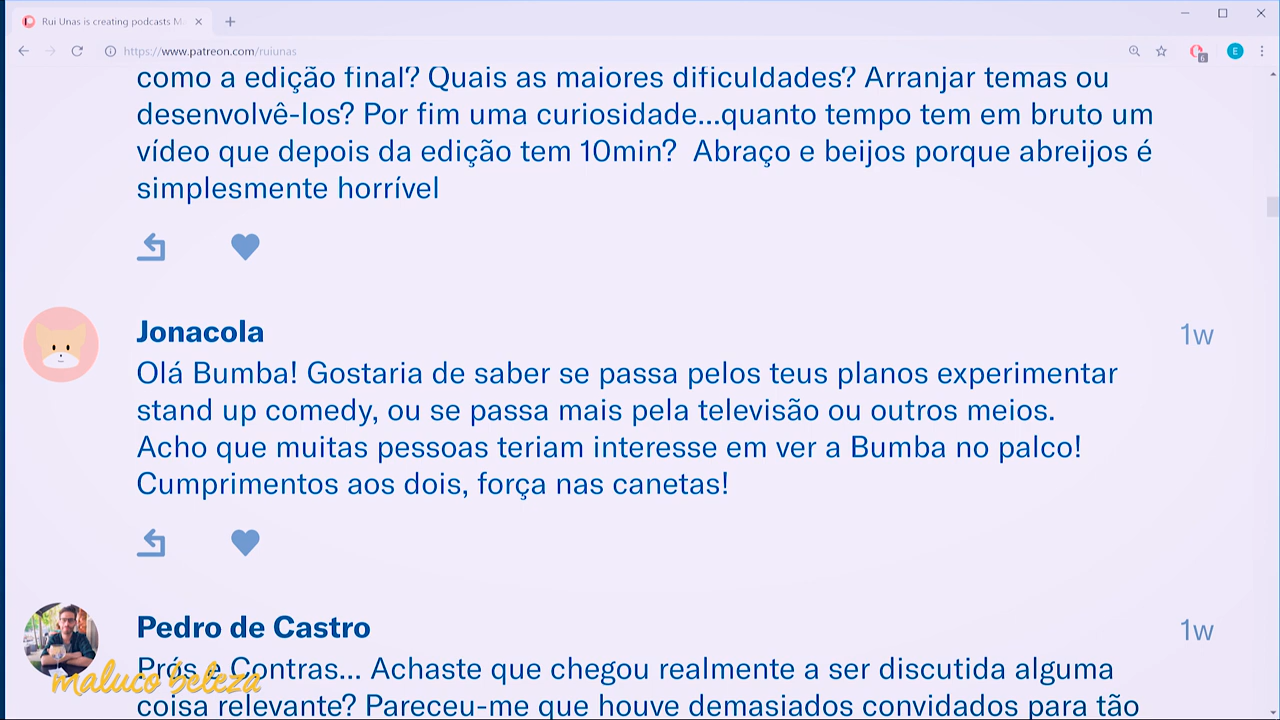 Rui Unas is creating podcasts M
https://www.patreon.com/ruiunas
6
E
como a edição final? Quais as maiores dificuldades? Arranjar temas ou
desenvolvê-los? Por fim uma curiosidade...quanto tempo tem em bruto um
vídeo que depois da edição tem 10min?  Abraço e beijos porque abreijos é
simplesmente horrível
Jonacola
1w
Olá Bumba! Gostaria de saber se passa pelos teus planos experimentar
stand up comedy, ou se passa mais pela televisão ou outros meios.
Acho que muitas pessoas teriam interesse em ver a Bumba no palco!
Cumprimentos aos dois, força nas canetas!
Pedro de Castro
1w
Prós e Contras... Achaste que chegou realmente a ser discutida alguma
maluco beleza
coisa relevante? Pareceu-me que houve demasiados convidados para tão